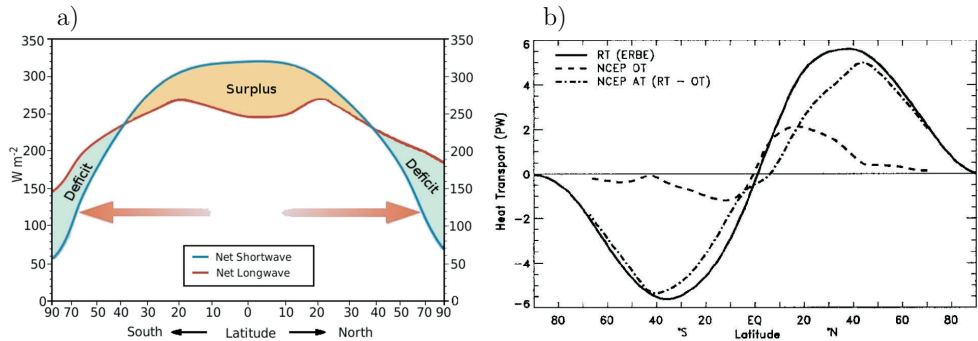 a)
350 350
300 300
250 250
200 200
150 150
100 100
50 50
0 0
W m-2
Surplus
Deficit
Deficit
Net Shortwave
Net Longwave
90 70 50 40 30 20 10 0 10 20 30 40 50 70 90
South Latitude North
b)
RT (ERBE)
NCEP OT
NCEP AT (RT - OT)
6
4
2
0
-2
-4
-6
Heat Transport (PW)
80 60 40 20 EQ 20 40 60 80
°S Latitude °N